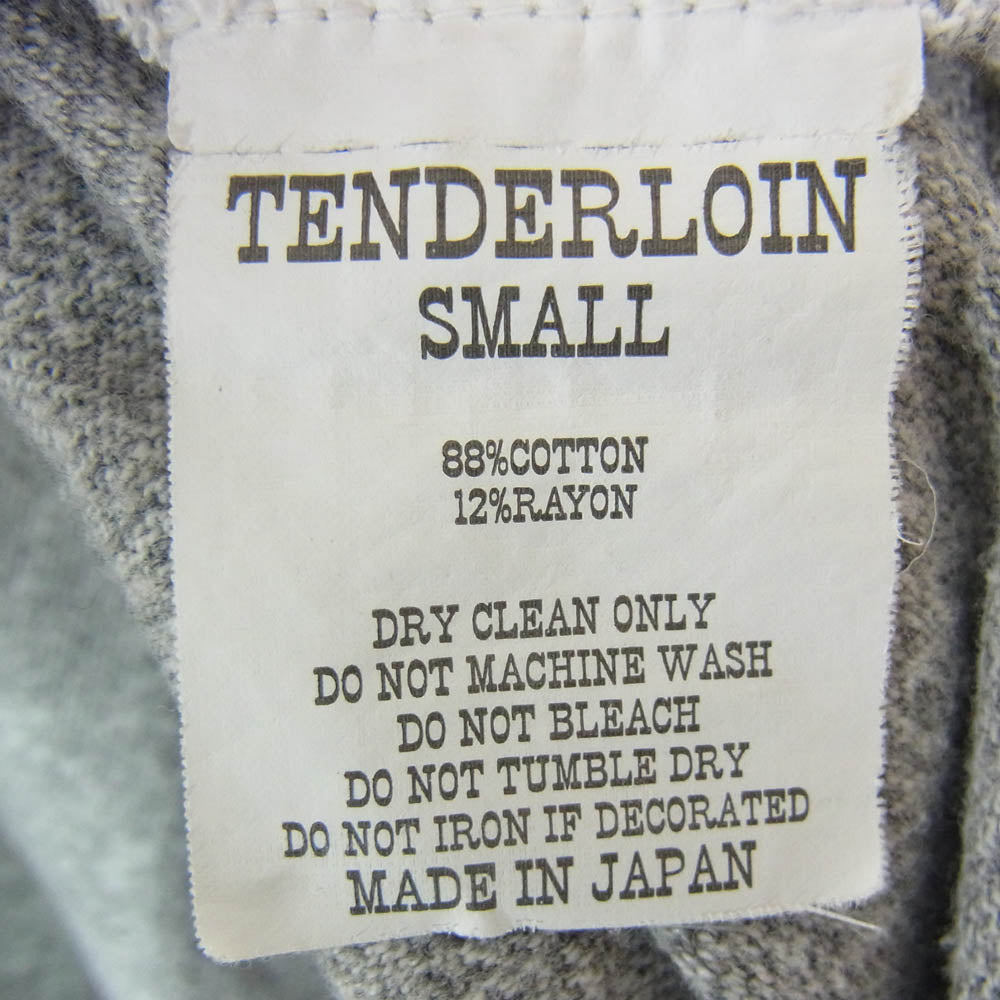 TENDERLOIN
SMALL
88%COTTON
12%RAYON
DRY CLEAN ONLY
DO NOT MACHINE WASH
DO NOT BLEACH
DO NOT TUMBLE DRY
DO NOT IRON IF DECORATED
MADE IN JAPAN